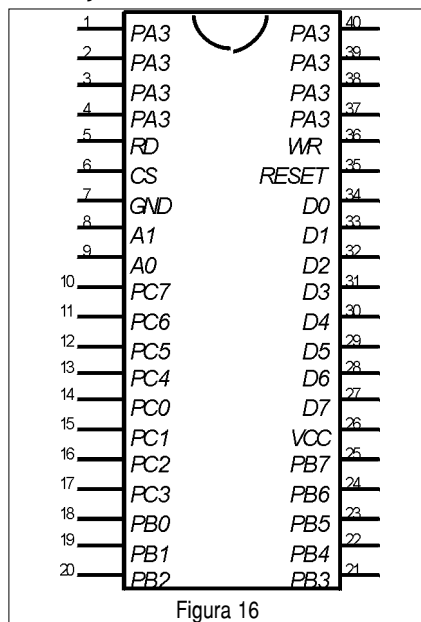 1 PA3 PA3 40
2 PA3 PA3 39
3 PA3 PA3 38
4 PA3 PA3 37
5 RD WR 36
6 CS RESET 35
7 GND D0 34
8 A1 D1 33
9 A0 D2 32
10 PC7 D3 31
11 PC6 D4 30
12 PC5 D5 29
13 PC4 D6 28
14 PC0 D7 27
15 PC1 VCC 26
16 PC2 PB7 25
17 PC3 PB6 24
18 PB0 PB5 23
19 PB1 PB4 22
20 PB2 PB3 21
Figura 16